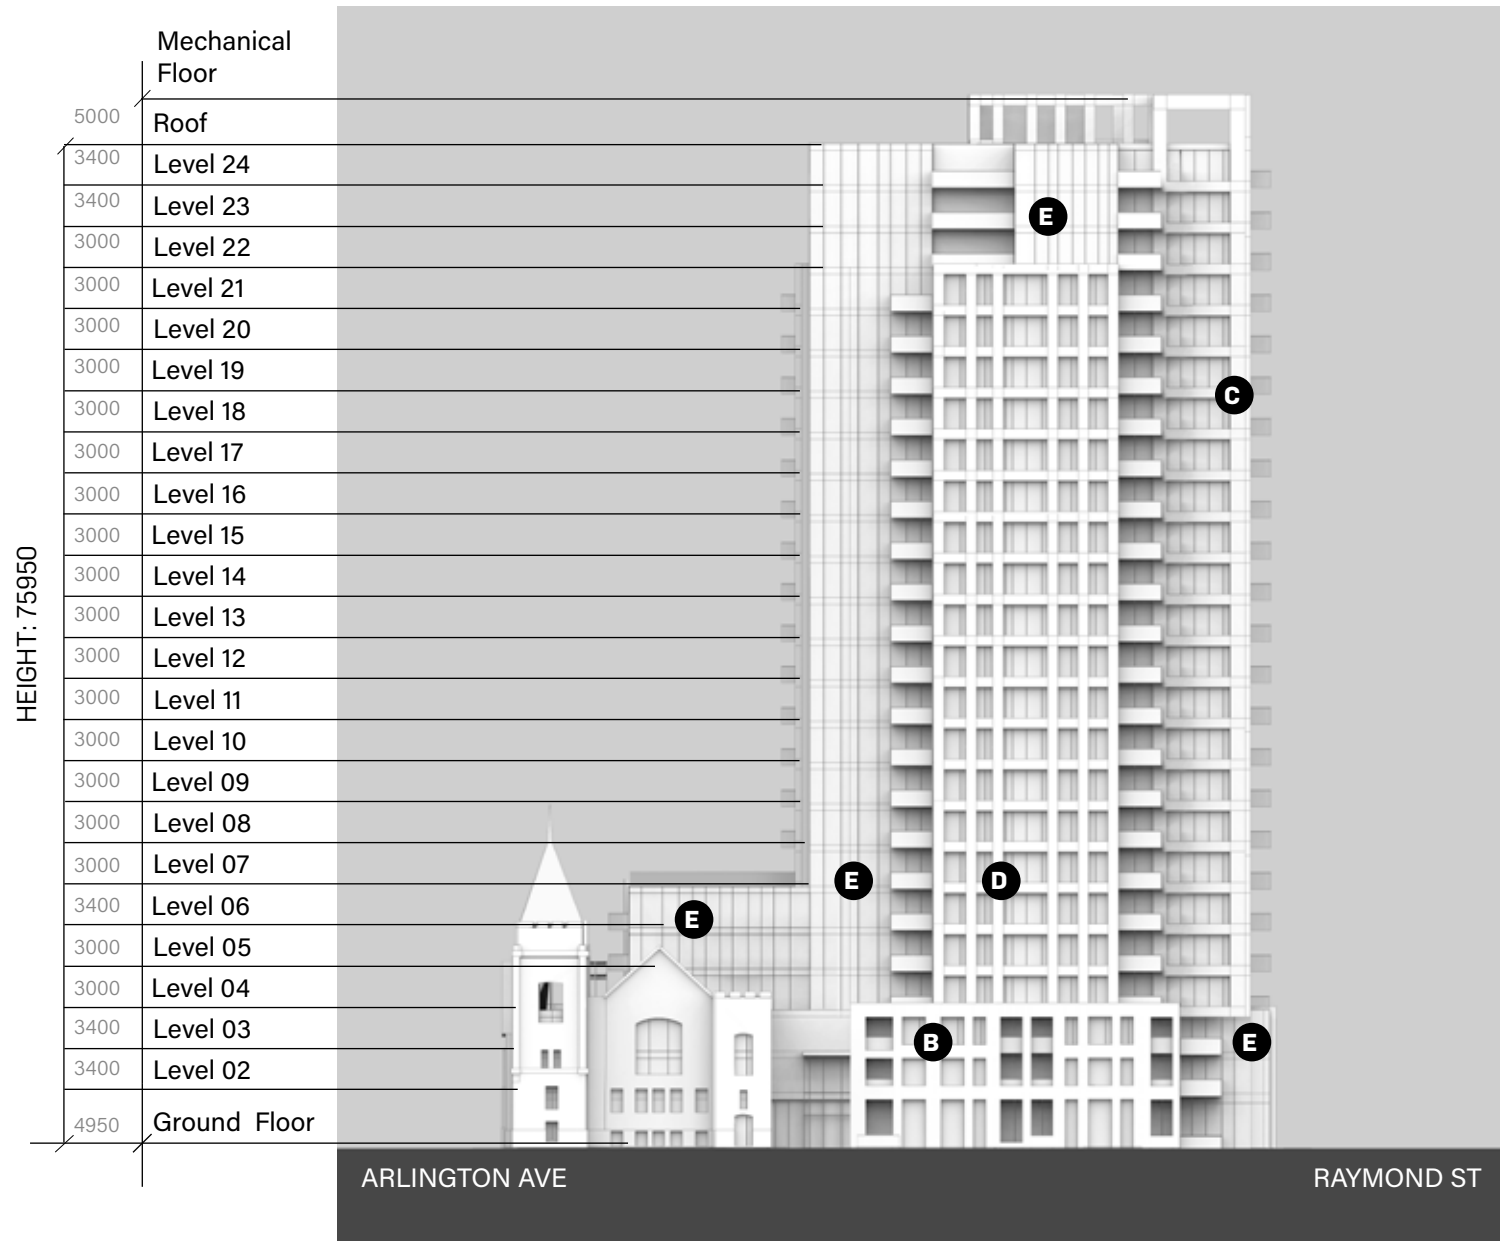 Mechanical
Floor
5000 Roof
3400 Level 24
3400 Level 23
3000 Level 22
3000 Level 21
3000 Level 20
3000 Level 19
3000 Level 18
3000 Level 17
3000 Level 16
3000 Level 15
3000 Level 14
3000 Level 13
3000 Level 12
3000 Level 11
3000 Level 10
3000 Level 09
3000 Level 08
3000 Level 07
3400 Level 06
3000 Level 05
3000 Level 04
3400 Level 03
3400 Level 02
4950 Ground Floor
HEIGHT: 75950
E
C
E
D
E
B
E
ARLINGTON AVE
RAYMOND ST